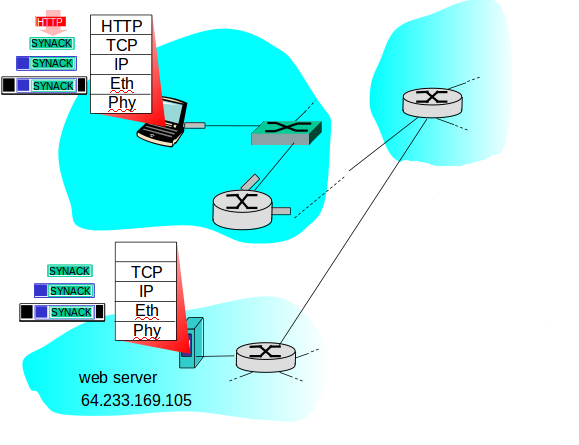 HTTP
SYNACK
SYNACK
SYNACK
HTTP
TCP
IP
Eth
Phy
SYNACK
SYNACK
SYNACK
TCP
IP
Eth
Phy
web server
64.233.169.105